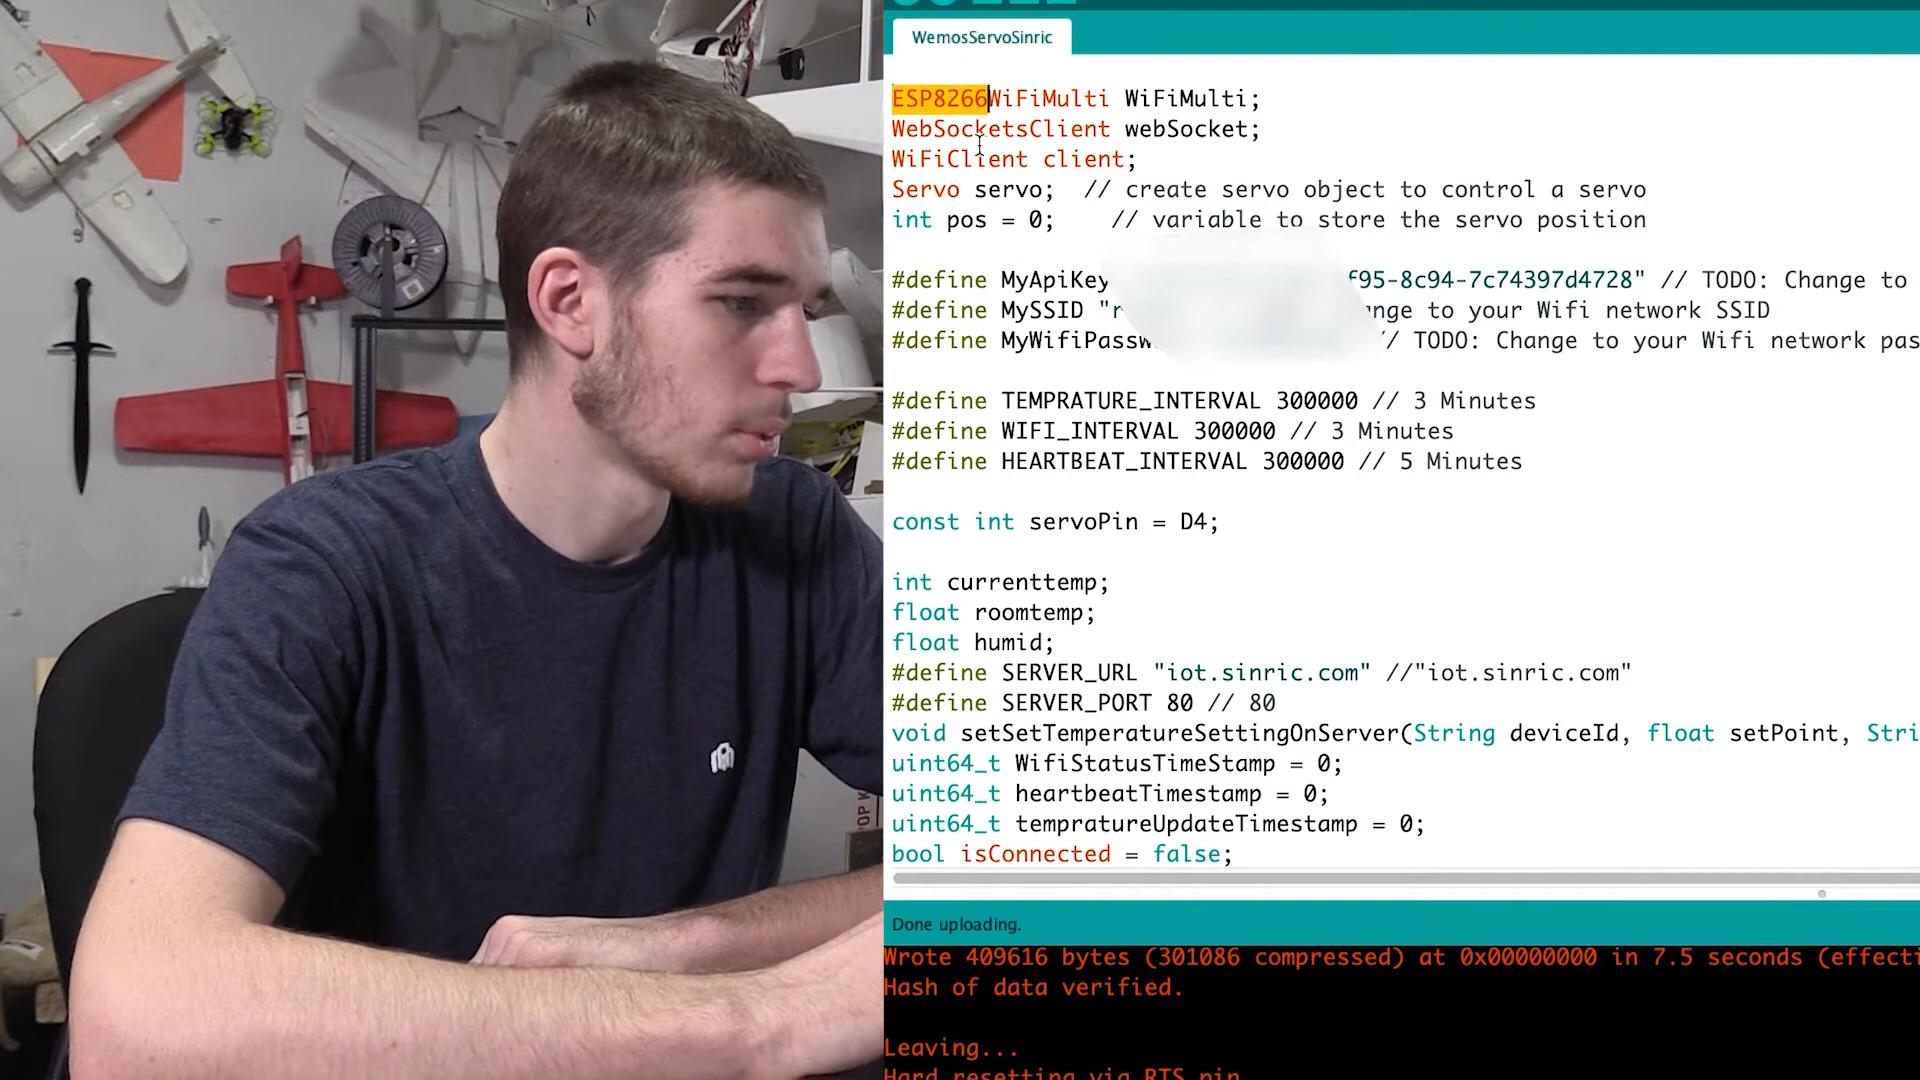 WemosServoSinric
ESP8266WiFiMulti WiFiMulti;
WebSocketsClient webSocket;
WiFiClient client;
Servo servo;  // create servo object to control a servo
int pos = 0;    // variable to store the servo position
#define MyApiKey f95-8c94-7c74397d4728" // TODO: Change to
#define MySSID "r nge to your Wifi network SSID
#define MyWifiPassw / TODO: Change to your Wifi network pas
#define TEMPRATURE_INTERVAL 300000 // 3 Minutes
#define WIFI_INTERVAL 300000 // 3 Minutes
#define HEARTBEAT_INTERVAL 300000 // 5 Minutes
const int servoPin = D4;
int currenttemp;
float roomtemp;
float humid;
#define SERVER_URL "iot.sinric.com" //"iot.sinric.com"
#define SERVER_PORT 80 // 80
void setSetTemperatureSettingOnServer(String deviceId, float setPoint, Stri
uint64_t WifiStatusTimeStamp = 0;
uint64_t heartbeatTimestamp = 0;
uint64_t tempratureUpdateTimestamp = 0;
bool isConnected = false;
Done uploading.
Wrote 409616 bytes (301086 compressed) at 0x00000000 in 7.5 seconds (effecti
Hash of data verified.
Leaving...
Hard resetting via RTS pin